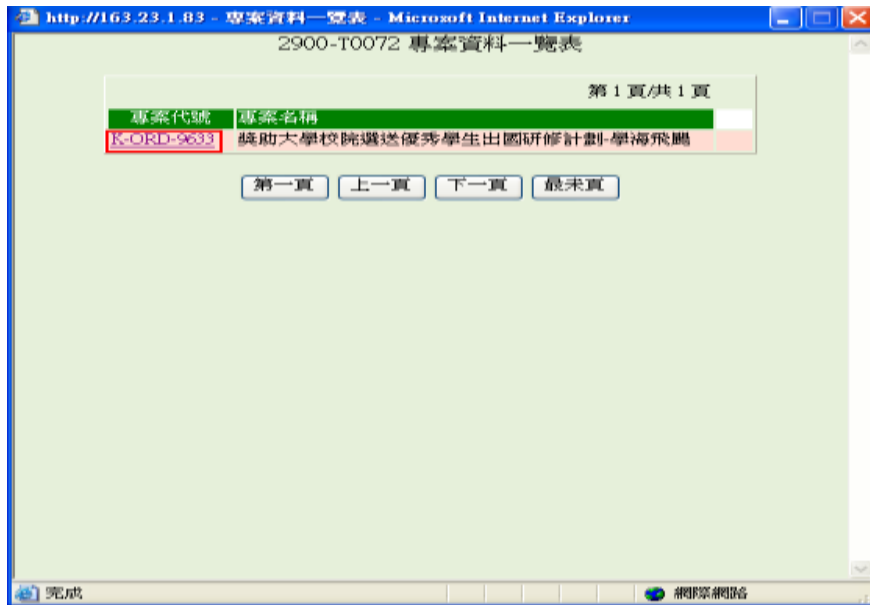 http://163.23.1.83 - 專案資料一覽表 - Microsoft Internet Explorer
2900-T0072 專案資料一覽表
第 1 頁/共 1 頁
專案代號 專案名稱
K-ORD-9633 獎助大學校院選送優秀學生出國研修計劃-學海飛颺
第一頁 上一頁 下一頁 最末頁
完成 網際網路